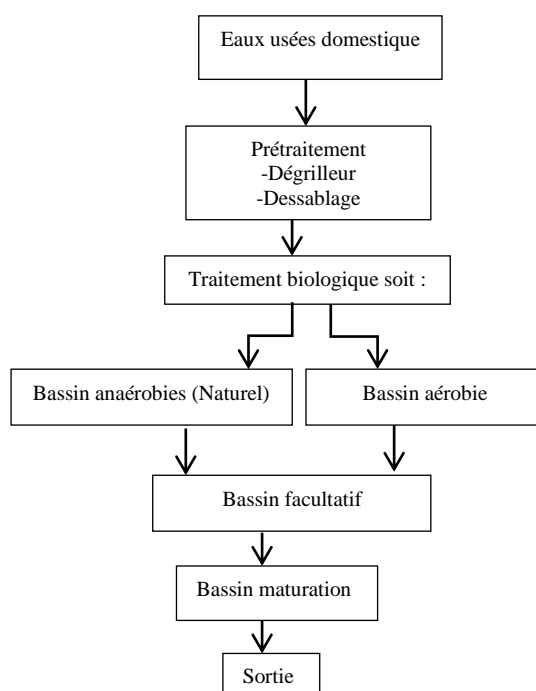 Eaux usées domestique
Prétraitement
-Dégrilleur
-Dessablage
Traitement biologique soit :
Bassin anaérobies (Naturel)
Bassin aérobie
Bassin facultatif
Bassin maturation
Sortie